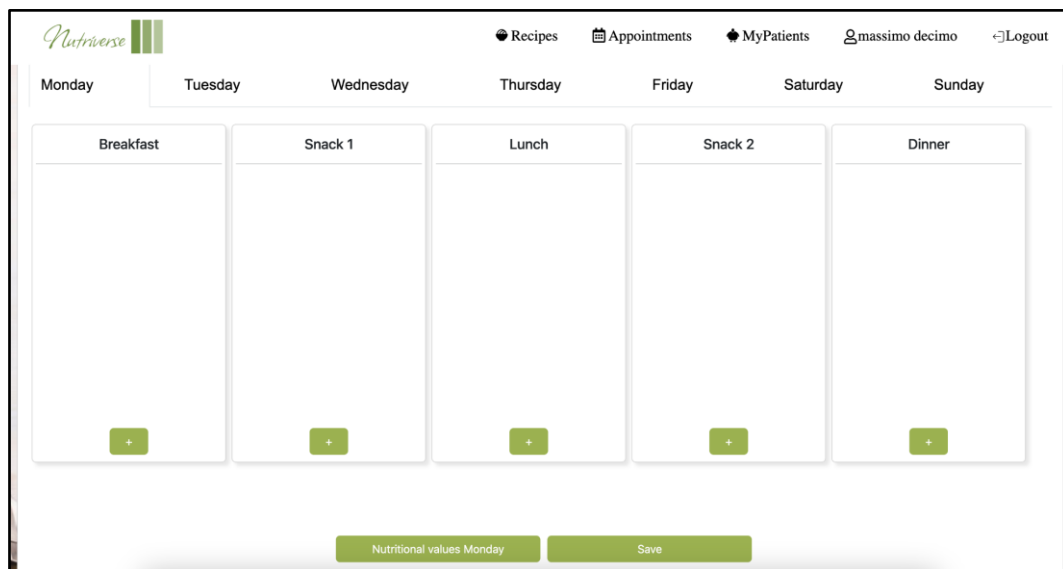 Nutriverse Recipes Appointments MyPatients massimo decimo Logout
Monday Tuesday Wednesday Thursday Friday Saturday Sunday
Breakfast Snack 1 Lunch Snack 2 Dinner
+ + + + +
Nutritional values Monday Save